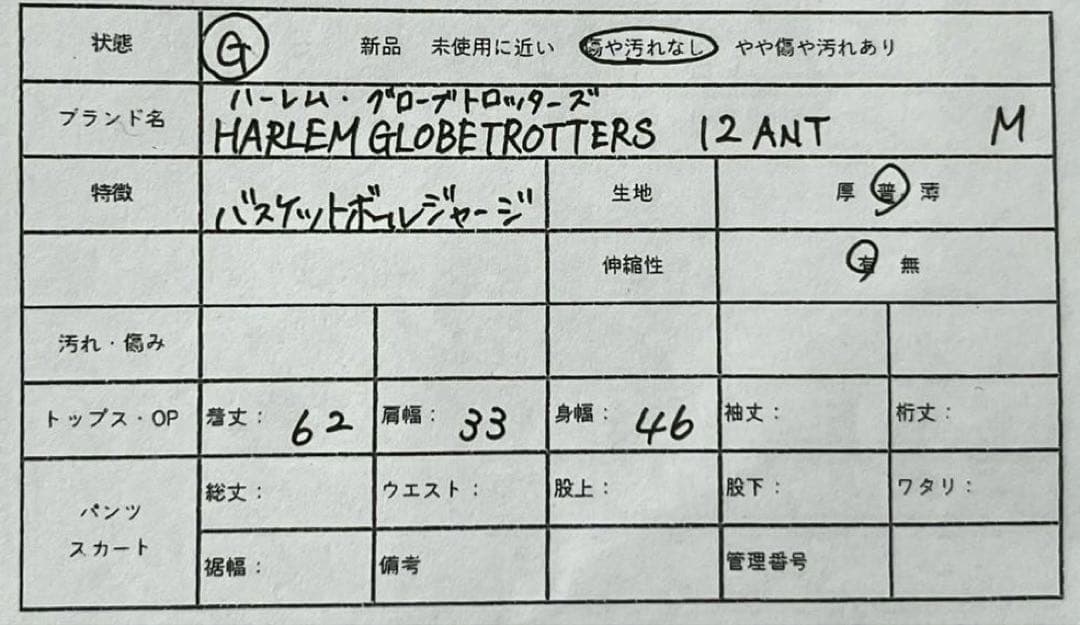 状態 G 新品 未使用に近い 傷や汚れなし やや傷や汚れあり
ハーレム・グローブトロッターズ
ブランド名 HARLEM GLOBETROTTERS 12 ANT M
特徴 バスケットボールジャージ 生地 厚 普 薄
伸縮性 有 無
汚れ・傷み
トップス・OP 着丈: 62 肩幅: 33 身幅: 46 袖丈: 裄丈:
パンツ
スカート
総丈: ウエスト: 股上: 股下: ワタリ:
裾幅: 備考 管理番号